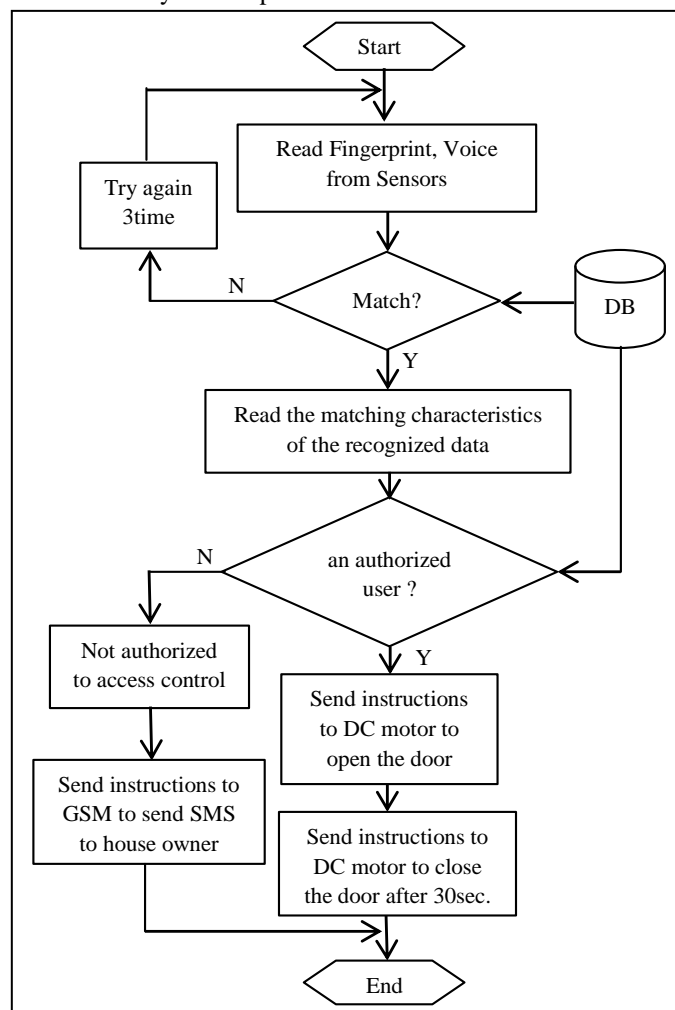 Start
Read Fingerprint, Voice
from Sensors
Try again
3time
N
Match?
DB
Y
Read the matching characteristics
of the recognized data
N
an authorized
user ?
Y
Not authorized
to access control
Send instructions
to DC motor to
open the door
Send instructions to
GSM to send SMS
to house owner
Send instructions to
DC motor to close
the door after 30sec.
End